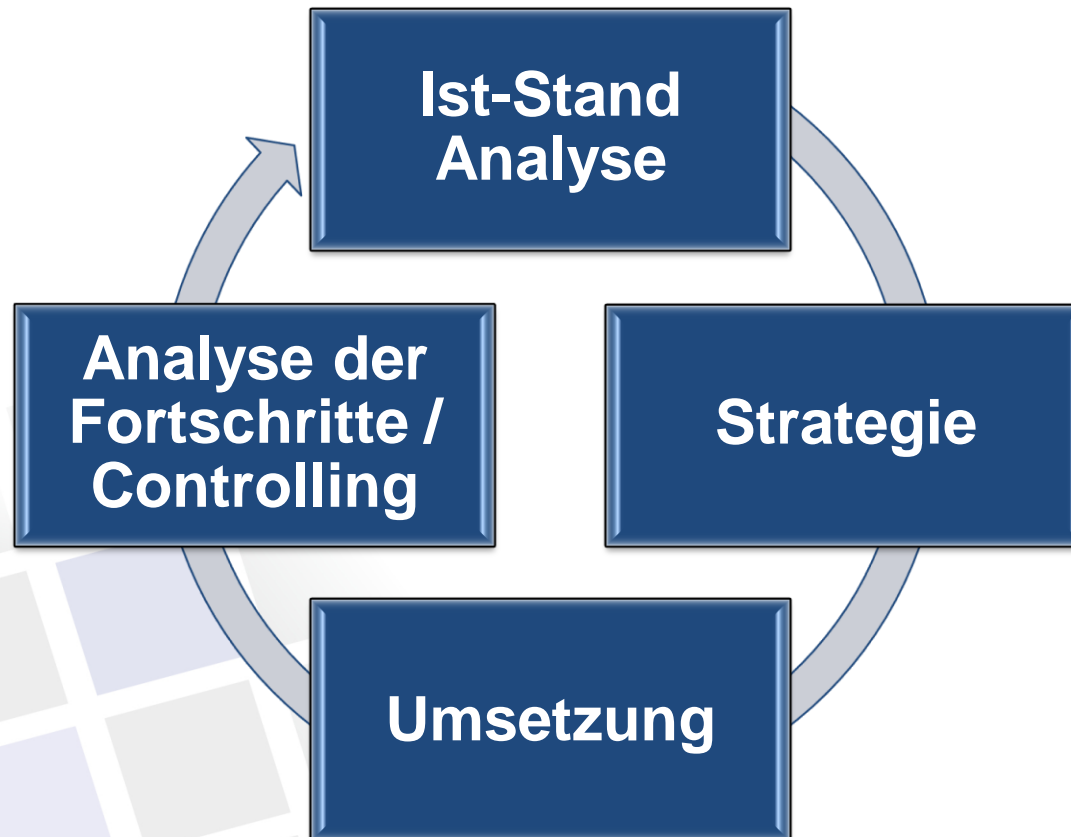 Ist-Stand
Analyse
Analyse der
Fortschritte /
Controlling
Strategie
Umsetzung